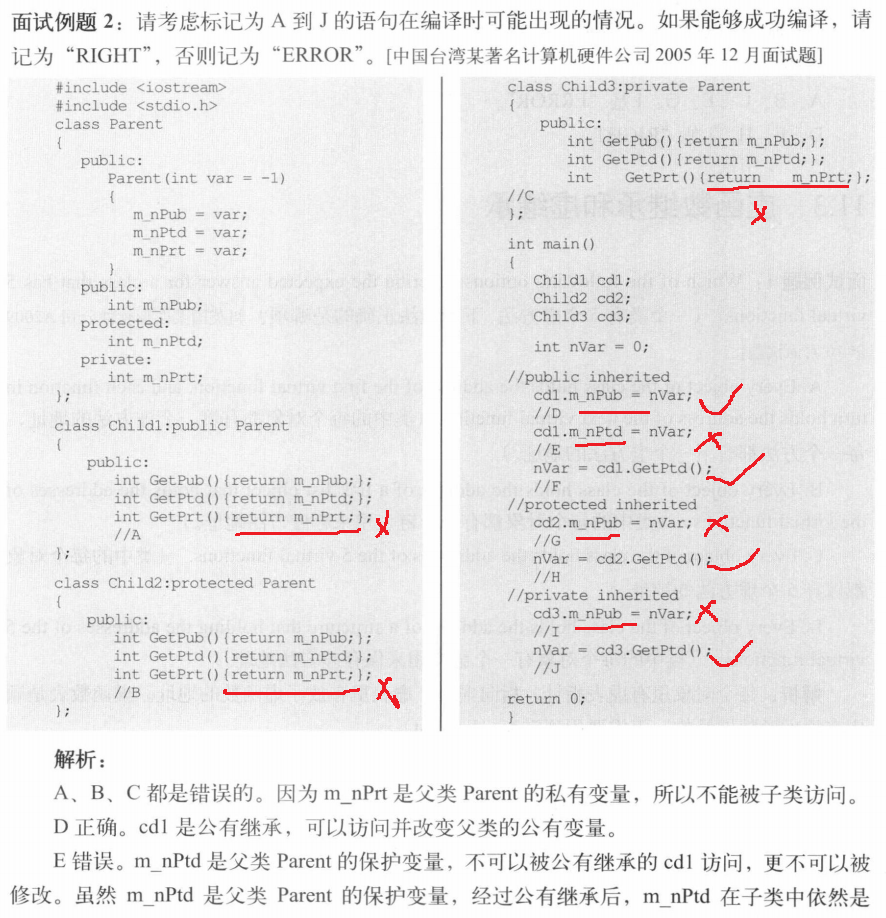 面试例题 2：请考虑标记为 A 到 J 的语句在编译时可能出现的情况。如果能够成功编译，请
记为“RIGHT”，否则记为“ERROR”。[中国台湾某著名计算机硬件公司 2005 年 12 月面试题]
#include <iostream>
#include <stdio.h>
class Parent
{
public:
Parent(int var = -1)
{
m_nPub = var;
m_nPtd = var;
m_nPrt = var;
}
public:
int m_nPub;
protected:
int m_nPtd;
private:
int m_nPrt;
};
class Child1:public Parent
{
public:
int GetPub(){return m_nPub;};
int GetPtd(){return m_nPtd;};
int GetPrt(){return m_nPrt;};
//A
};
class Child2:protected Parent
{
public:
int GetPub(){return m_nPub;};
int GetPtd(){return m_nPtd;};
int GetPrt(){return m_nPrt;};
//B
};
class Child3:private Parent
{
public:
int GetPub(){return m_nPub;};
int GetPtd(){return m_nPtd;};
int GetPrt(){return m_nPrt;};
//C
};
int main()
{
Child1 cd1;
Child2 cd2;
Child3 cd3;
int nVar = 0;
//public inherited
cd1.m_nPub = nVar;
//D
cd1.m_nPtd = nVar;
//E
nVar = cd1.GetPtd();
//F
//protected inherited
cd2.m_nPub = nVar;
//G
nVar = cd2.GetPtd();
//H
//private inherited
cd3.m_nPub = nVar;
//I
nVar = cd3.GetPtd();
//J
return 0;
}
解析：
A、B、C 都是错误的。因为 m_nPrt 是父类 Parent 的私有变量，所以不能被子类访问。
D 正确。cd1 是公有继承，可以访问并改变父类的公有变量。
E 错误。m_nPtd 是父类 Parent 的保护变量，不可以被公有继承的 cd1 访问，更不可以被
修改。虽然 m_nPtd 是父类 Parent 的保护变量，经过公有继承后，m_nPtd 在子类中依然是